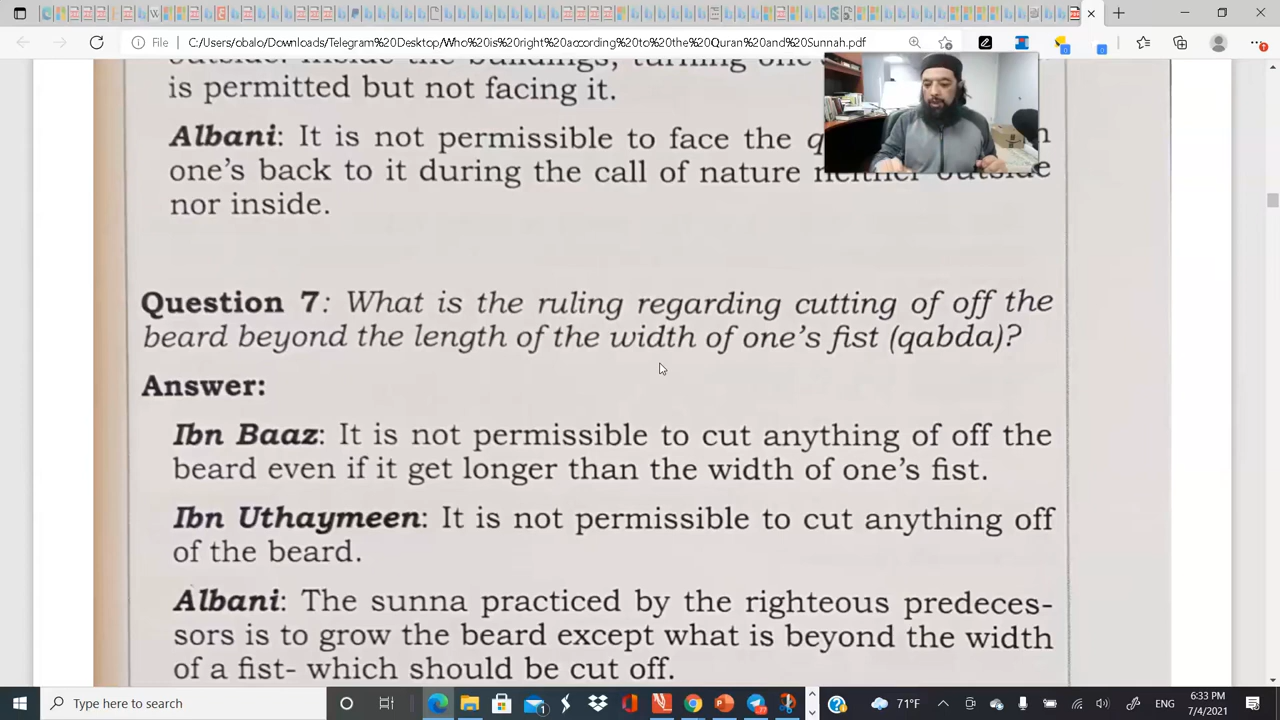 File
C:/Users/obalo/Download/Telegram%20Desktop/Who%20is%20right%20according%20to%20the%20Quran%20and%20Sunnah.pdf
is permitted but not facing it.
Albani: It is not permissible to face the
one's back to it during the call of nature neither outside
nor inside.
Question 7: What is the ruling regarding cutting of off the
beard beyond the length of the width of one's fist (qabda)?
Answer:
Ibn Baaz: It is not permissible to cut anything of off the
beard even if it get longer than the width of one's fist.
Ibn Uthaymeen: It is not permissible to cut anything off
of the beard.
Albani: The sunna practiced by the righteous predeces-
sors is to grow the beard except what is beyond the width
of a fist- which should be cut off.
Type here to search
71°F
ENG
6:33 PM
7/4/2021